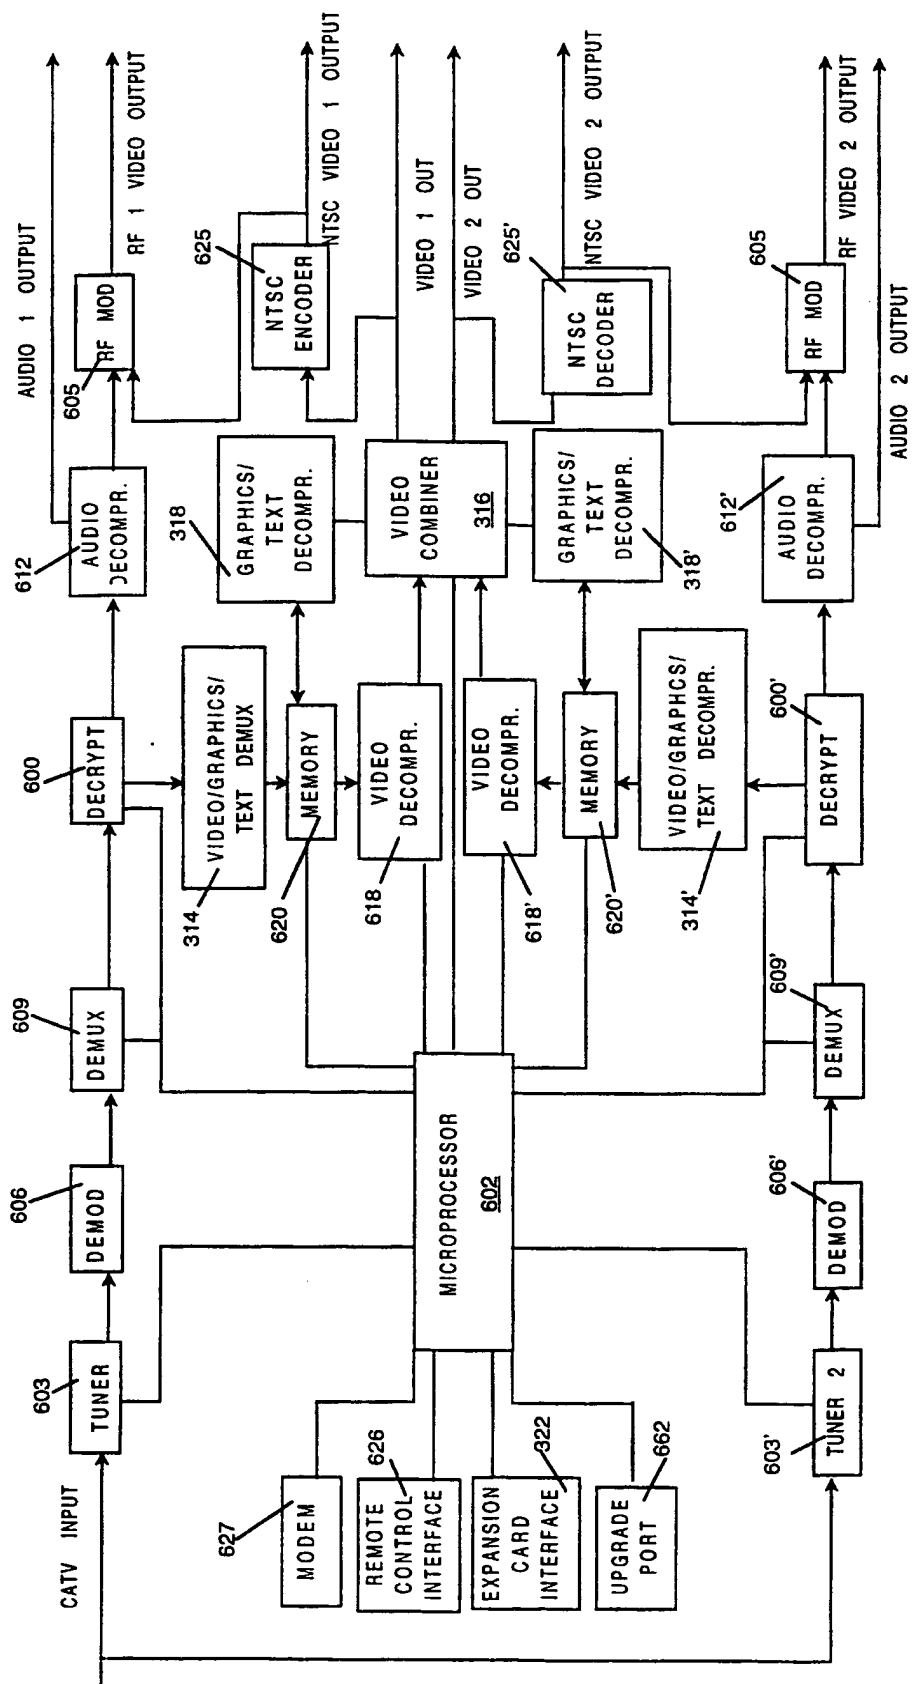 AUDIO 1 OUTPUT
RF 1 VIDEO OUTPUT
605
RF MOD
612
AUDIO
DECOMPR.
600
DECRYPT
609
DEMUX
606
DEMOD
603
TUNER
CATV INPUT
NTSC VIDEO 1 OUTPUT
625
NTSC
ENCODER
318
GRAPHICS/
TEXT
DECOMPR.
314
VIDEO/GRAPHICS/
TEXT DEMUX
620
MEMORY
618
VIDEO
DECOMPR.
VIDEO 1 OUT
VIDEO 2 OUT
VIDEO
COMBINER
316
MICROPROCESSOR
602
627
MODEM
626
REMOTE
CONTROL
INTERFACE
322
EXPANSION
CARD
INTERFACE
662
UPGRADE
PORT
618'
VIDEO
DECOMPR.
620'
MEMORY
314'
VIDEO/GRAPHCS/
TEXT DECOMPR.
318'
GRAPHICS/
TEXT
DECOMPR.
625'
NTSC
DECODER
NTSC VIDEO 2 OUTPUT
603'
TUNER 2
606'
DEMOD
609'
DEMUX
600'
DECRYPT
612'
AUDIO
DECOMPR.
605
RF MOD
RF VIDEO 2 OUTPUT
AUDIO 2 OUTPUT